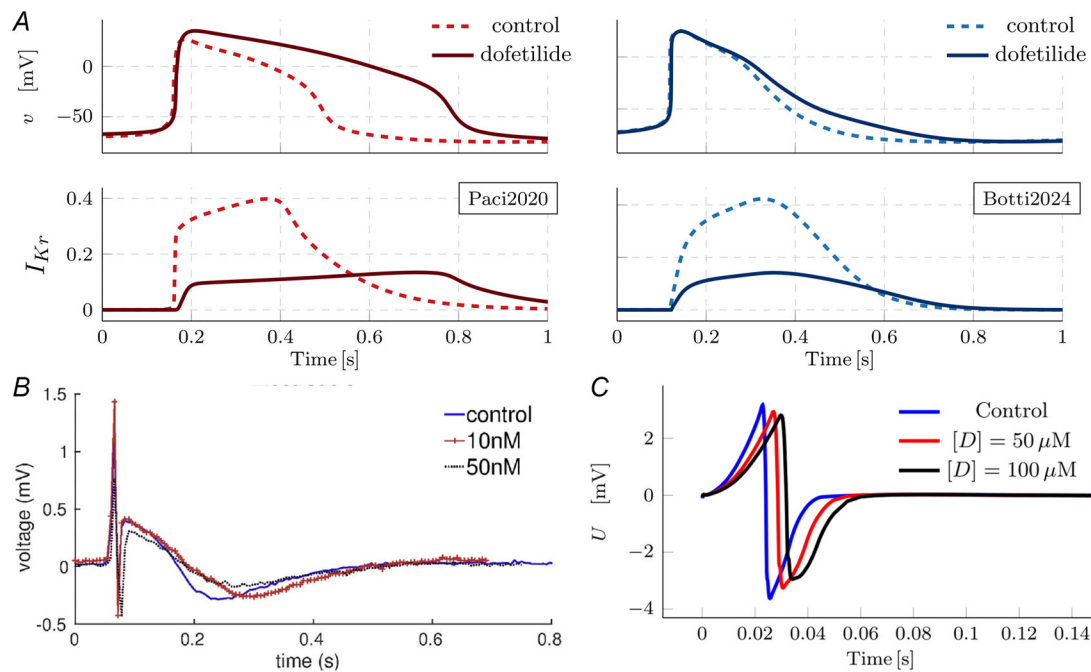 A
control
dofetilide
control
dofetilide
0
−50
v [mV]
Paci2020
Botti2024
0.4
0.2
0
I_Kr
0 0.2 0.4 0.6 0.8 1
0 0.2 0.4 0.6 0.8 1
Time [s]
Time [s]
B
1.5
1.0
0.5
0
-0.5
voltage (mV)
control
10nM
50nM
0 0.2 0.4 0.6 0.8
time (s)
C
Control
[D] = 50 μM
[D] = 100 μM
2
0
−2
−4
U [mV]
0 0.02 0.04 0.06 0.08 0.1 0.12 0.14
Time [s]